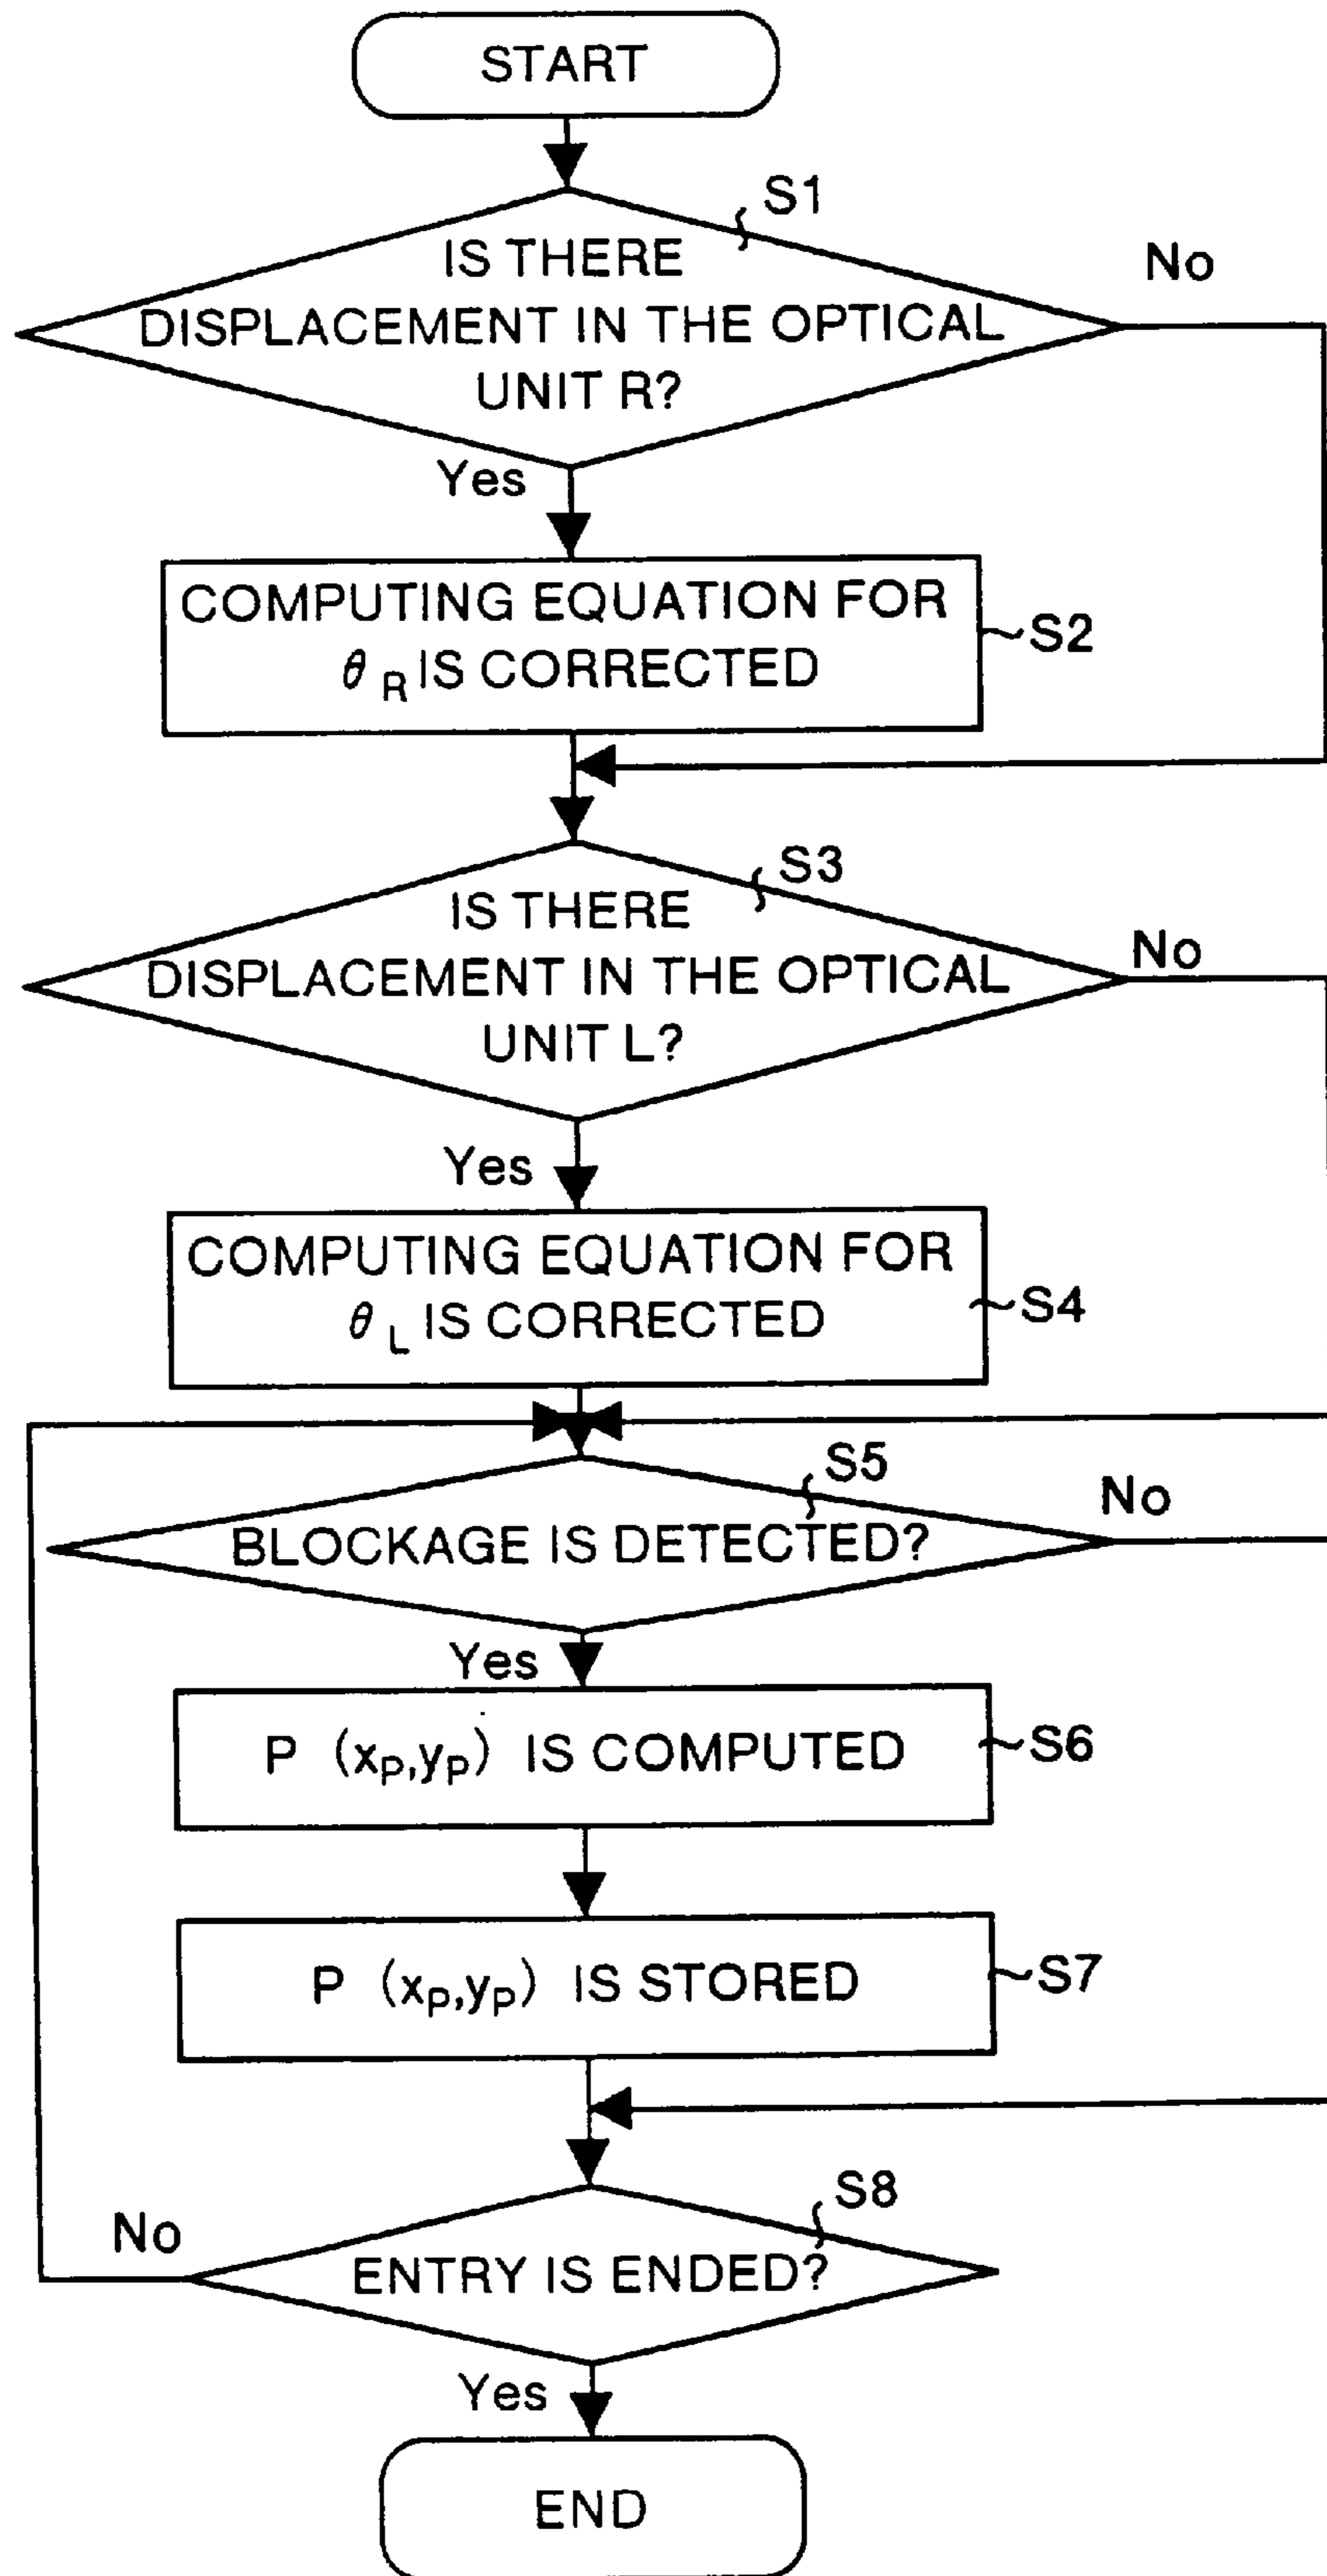 START
S1
IS THERE
DISPLACEMENT IN THE OPTICAL
UNIT R?
No
Yes
COMPUTING EQUATION FOR
θ R IS CORRECTED
S2
S3
IS THERE
DISPLACEMENT IN THE OPTICAL
UNIT L?
No
Yes
COMPUTING EQUATION FOR
θ L IS CORRECTED
S4
S5
BLOCKAGE IS DETECTED?
No
Yes
P (xP,yP) IS COMPUTED
S6
P (xP,yP) IS STORED
S7
S8
No
ENTRY IS ENDED?
Yes
END